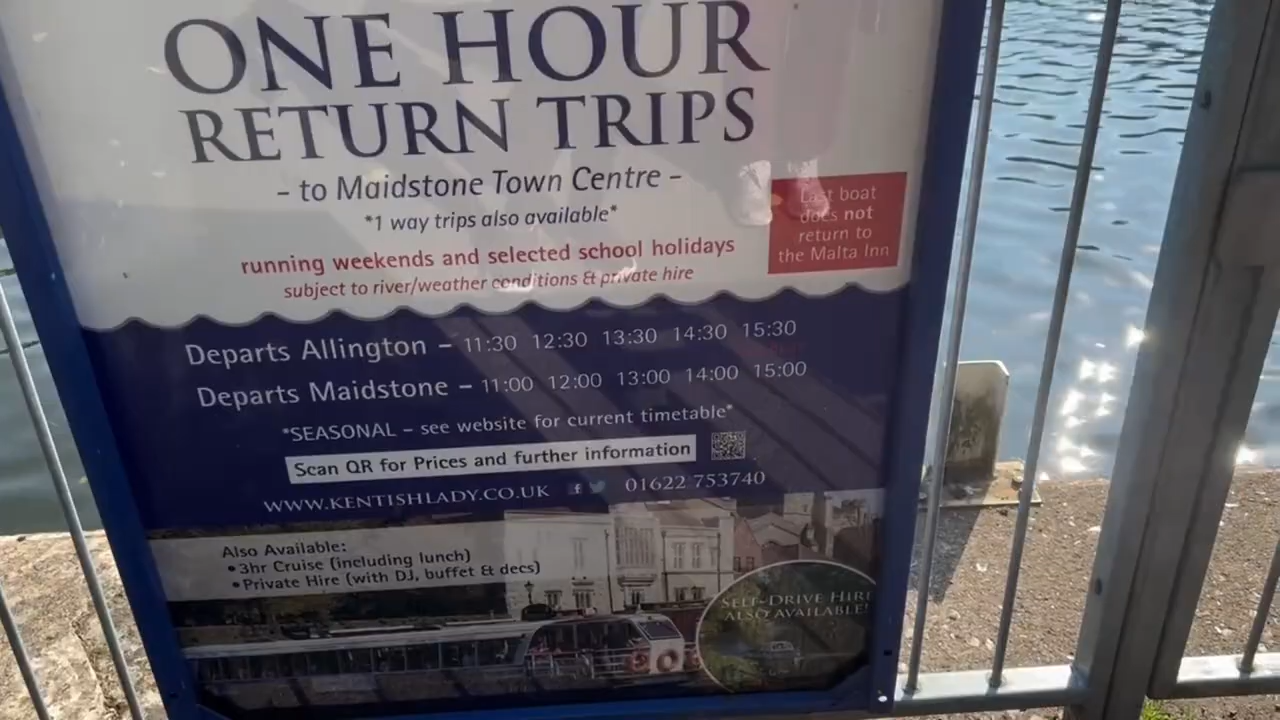 ONE HOUR
RETURN TRIPS
- to Maidstone Town Centre -
*1 way trips also available*
running weekends and selected school holidays
subject to river/weather conditions & private hire
Last boat
does not
return to
the Malta Inn
Departs Allington – 11:30 12:30 13:30 14:30 15:30
Departs Maidstone – 11:00 12:00 13:00 14:00 15:00
*SEASONAL – see website for current timetable*
Scan QR for Prices and further information
WWW.KENTISHLADY.CO.UK 01622 753740
Also Available:
•3hr Cruise (including lunch)
•Private Hire (with DJ, buffet & decs)
SELF-DRIVE HIRE
ALSO AVAILABLE!